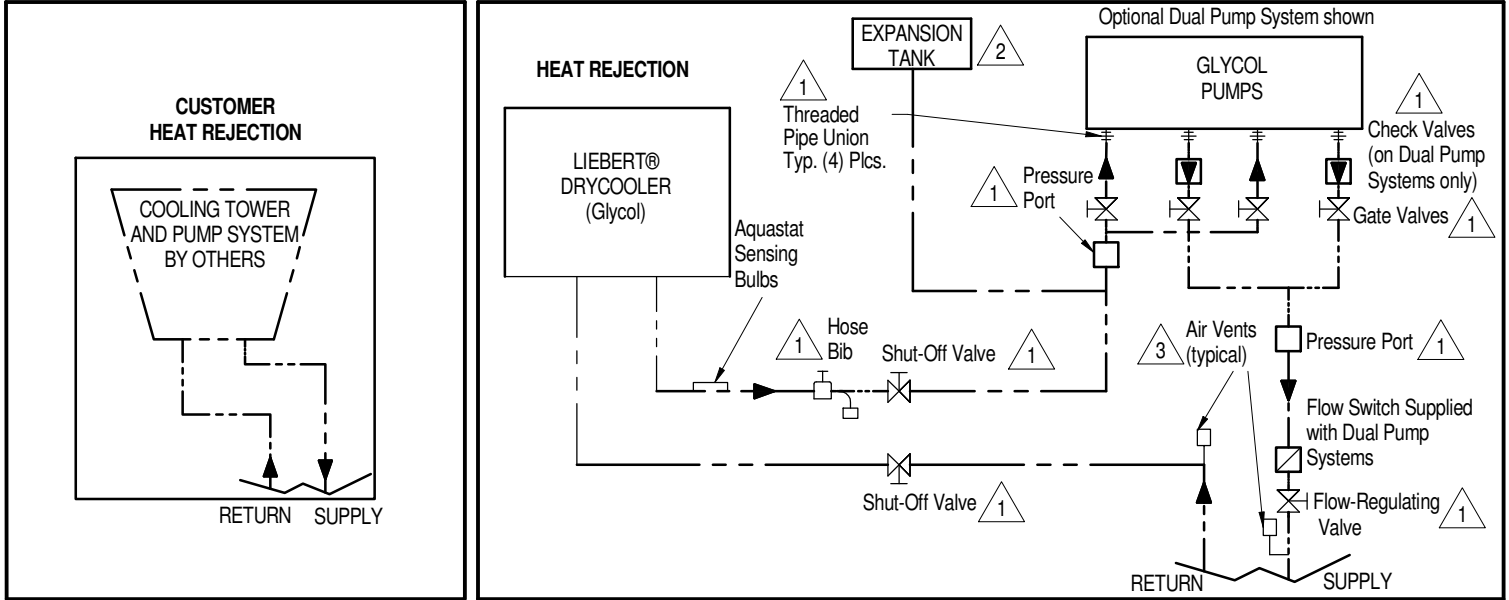 CUSTOMER
HEAT REJECTION
COOLING TOWER
AND PUMP SYSTEM
BY OTHERS
RETURN
SUPPLY
HEAT REJECTION
LIEBERT®
DRYCOOLER
(Glycol)
EXPANSION
TANK
2
Optional Dual Pump System shown
GLYCOL
PUMPS
1
Threaded
Pipe Union
Typ. (4) Plcs.
1
Check Valves
(on Dual Pump
Systems only)
1
Pressure
Port
Gate Valves
1
Aquastat
Sensing
Bulbs
1
Hose
Bib
Shut-Off Valve
1
3
Air Vents
(typical)
Pressure Port
1
Flow Switch Supplied
with Dual Pump
Systems
Shut-Off Valve
1
Flow-Regulating
Valve
1
RETURN
SUPPLY